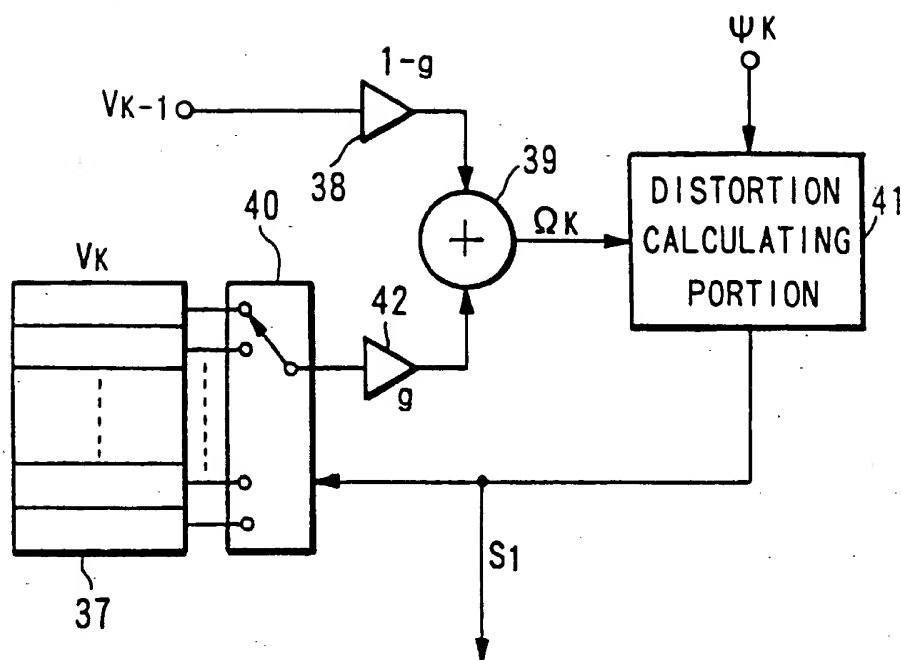 ΨK
1-g
VK-1
38
39
DISTORTION
CALCULATING
PORTION
41
40
ΩK
VK
42
g
S1
37